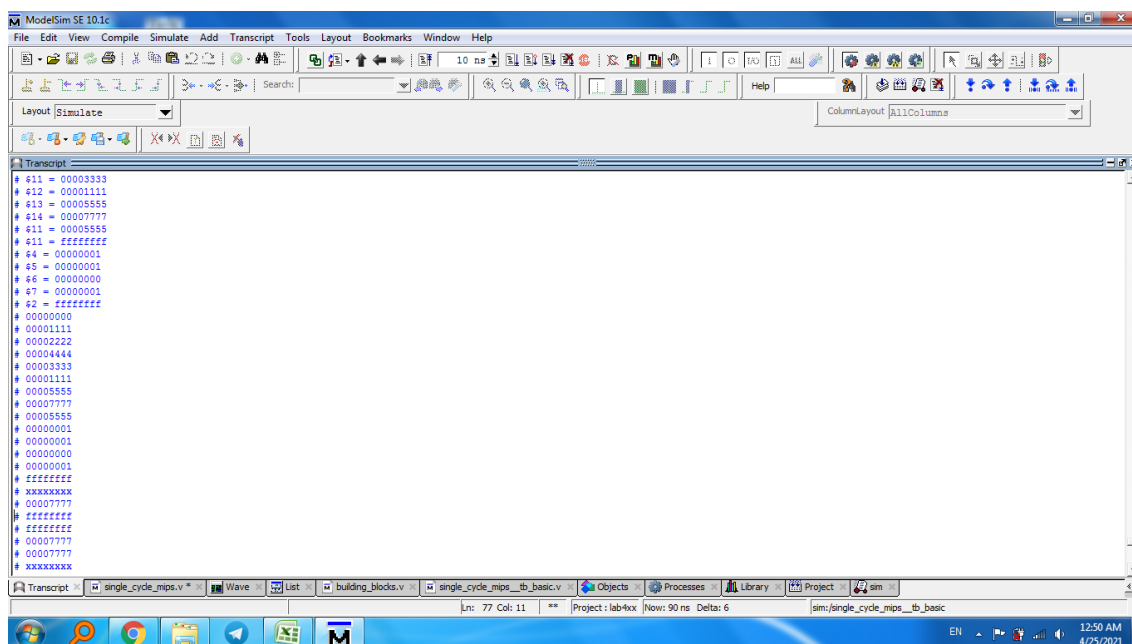 ModelSim SE 10.1c
File Edit View Compile Simulate Add Transcript Tools Layout Bookmarks Window Help
10 ns
Search:
Help
Layout Simulate
ColumnLayout AllColumns
Transcript
# $11 = 00003333
# $12 = 00001111
# $13 = 00005555
# $14 = 00007777
# $11 = 00005555
# $11 = ffffffff
# $4 = 00000001
# $5 = 00000001
# $6 = 00000000
# $7 = 00000001
# $2 = ffffffff
# 00000000
# 00001111
# 00002222
# 00004444
# 00003333
# 00001111
# 00005555
# 00007777
# 00005555
# 00000001
# 00000001
# 00000000
# 00000001
# ffffffff
# xxxxxxxx
# 00007777
# ffffffff
# ffffffff
# 00007777
# 00007777
# xxxxxxxx
Transcript single_cycle_mips.v * Wave List building_blocks.v single_cycle_mips__tb_basic.v Objects Processes Library Project sim
Ln: 77 Col: 11 ** Project : lab4xx Now: 90 ns Delta: 6 sim:/single_cycle_mips__tb_basic
EN 12:50 AM
4/25/2021